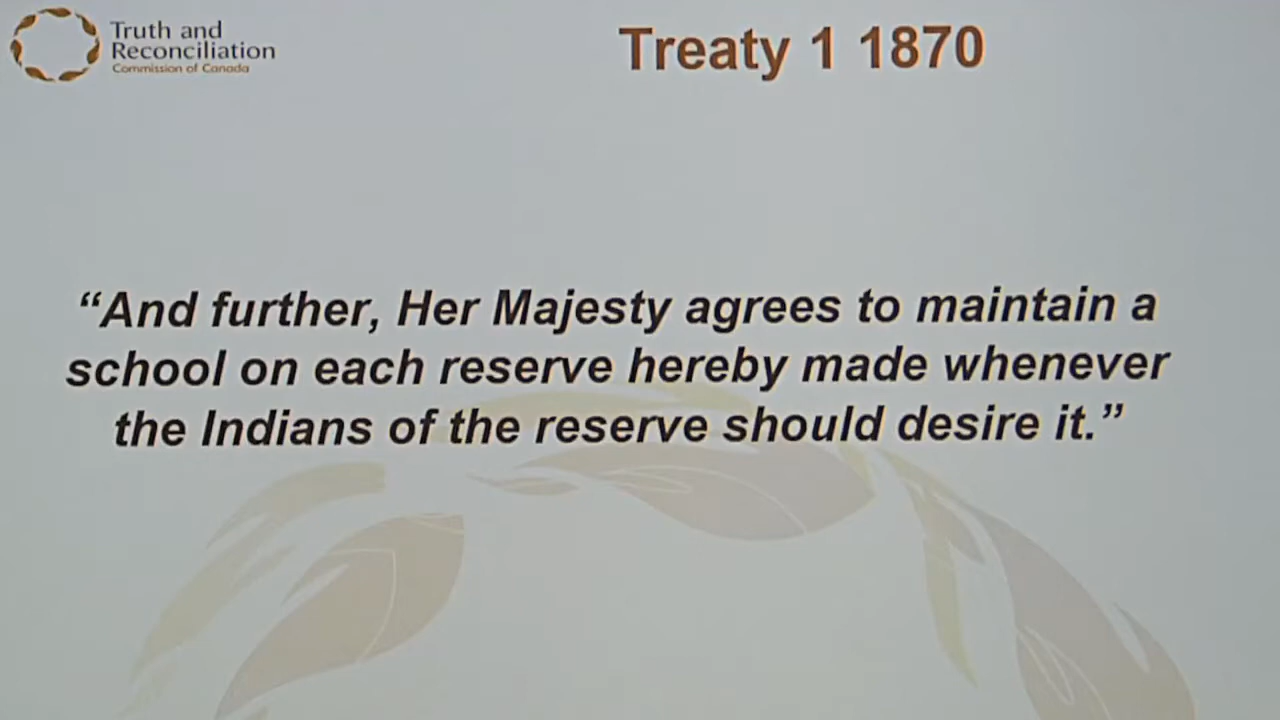 Truth and
Reconciliation
Commission of Canada
Treaty 1 1870
“And further, Her Majesty agrees to maintain a
school on each reserve hereby made whenever
the Indians of the reserve should desire it.”